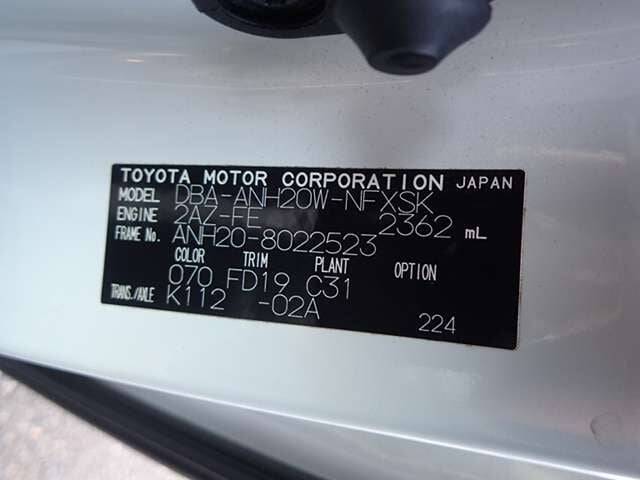 TOYOTA MOTOR CORPORATION JAPAN
MODEL DBA-ANH20W-NFXSK
ENGINE 2AZ-FE 2362 mL
FRAME No. ANH20-8022523
COLOR TRIM PLANT OPTION
070 FD19 C31
TRANS./AXLE K112 -02A
224